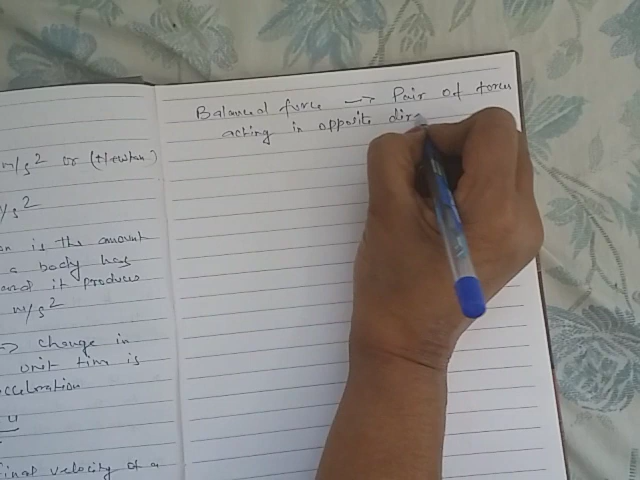 Balanced force → Pair of forces
acting in opposite dire
m/s² or (Newton)
m/s²
on is the amount
a body has
and it produces
m/s²
→ change in
unit time is
acceleration
u
final velocity of a